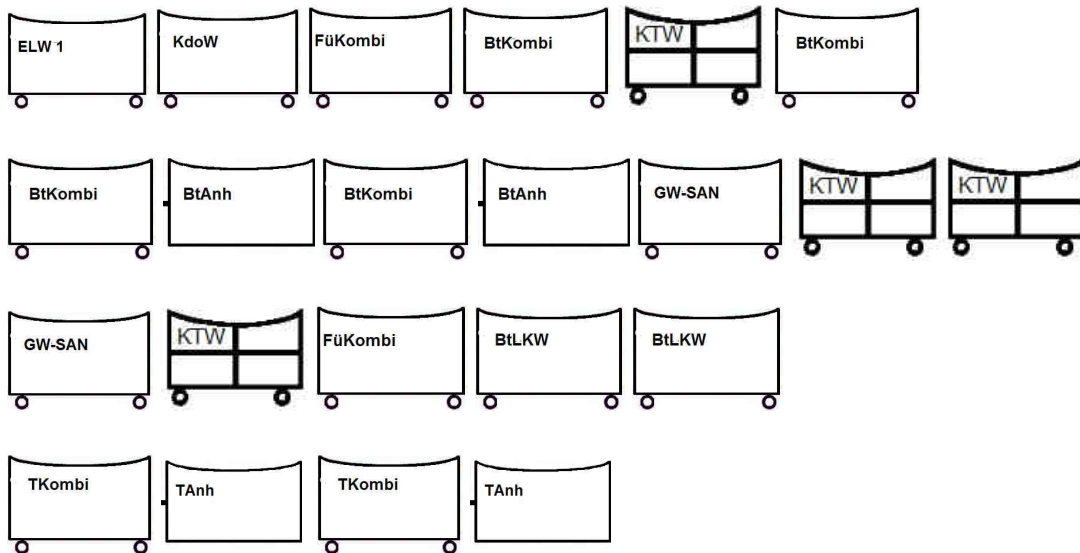 ELW 1 KdoW FüKombi BtKombi KTW BtKombi
BtKombi BtAnh BtKombi BtAnh GW-SAN KTW KTW
GW-SAN KTW FüKombi BtLKW BtLKW
TKombi TAnh TKombi TAnh